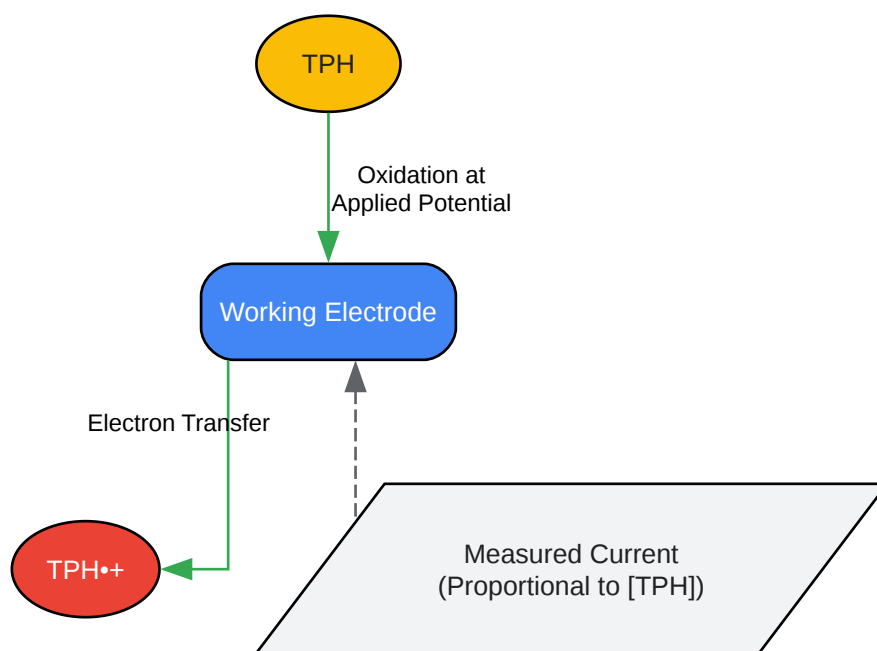 TPH
Oxidation at
Applied Potential
Working Electrode
Electron Transfer
Measured Current
(Proportional to [TPH])
TPH•+